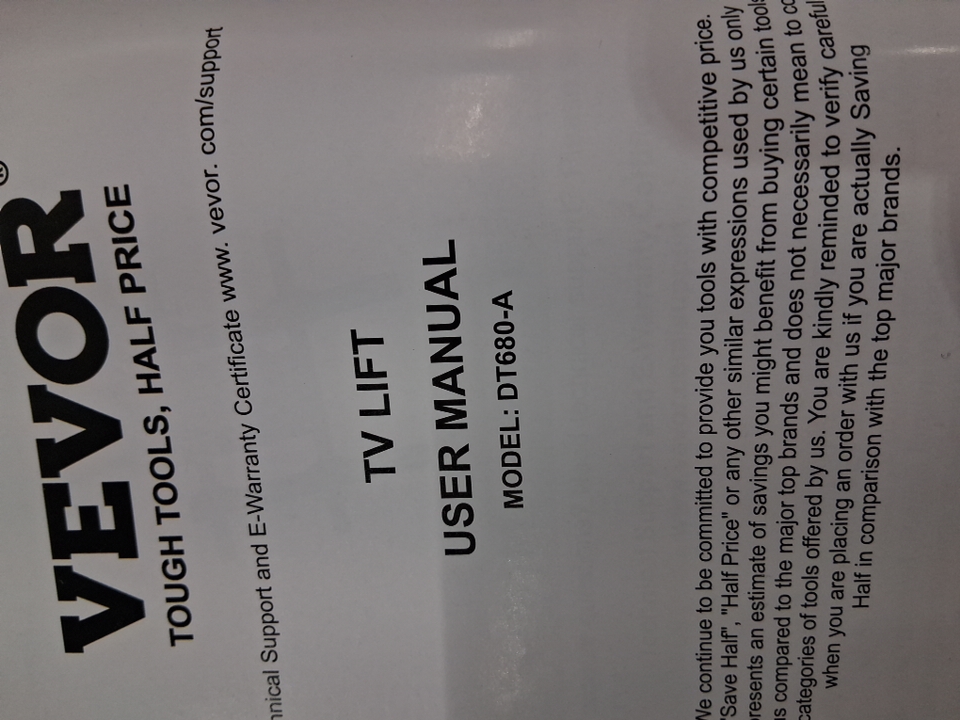 VEVOR®
TOUGH TOOLS, HALF PRICE
Support and E-Warranty Certificate www. vevor. com/support
TV LIFT
USER MANUAL
MODEL: DT680-A
continue to be committed to provide you tools with competitive price.
"Save Half", "Half Price" or any other similar expressions used by us only
an estimate of savings you might benefit from buying certain tools
compared to the major top brands and does not necessarily mean to
categories of tools offered by us. You are kindly reminded to verify
when you are placing an order with us if you are actually Saving
Half in comparison with the top major brands.